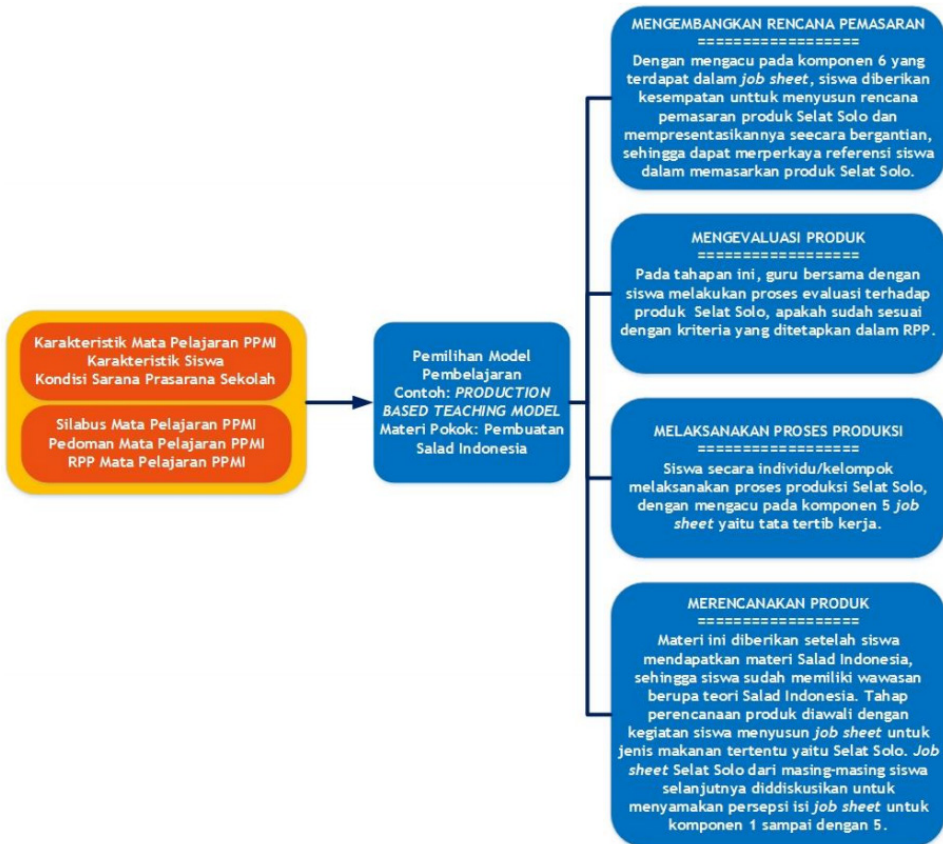 Karakteristik Mata Pelajaran PPMI
Karakteristik Siswa
Kondisi Sarana Prasarana Sekolah
Silabus Mata Pelajaran PPMI
Pedoman Mata Pelajaran PPMI
RPP Mata Pelajaran PPMI
Pemilihan Model
Pembelajaran
Contoh: PRODUCTION
BASED TEACHING MODEL
Materi Pokok: Pembuatan
Salad Indonesia
MENGEMBANGKAN RENCANA PEMASARAN
==================
Dengan mengacu pada komponen 6 yang
terdapat dalam job sheet, siswa diberikan
kesempatan unttuk menyusun rencana
pemasaran produk Selat Solo dan
mempresentasikannya seecara bergantian,
sehingga dapat merperkaya referensi siswa
dalam memasarkan produk Selat Solo.
MENGEVALUASI PRODUK
==================
Pada tahapan ini, guru bersama dengan
siswa melakukan proses evaluasi terhadap
produk Selat Solo, apakah sudah sesuai
dengan kriteria yang ditetapkan dalam RPP.
MELAKSANAKAN PROSES PRODUKSI
==================
Siswa secara individu/kelompok
melaksanakan proses produksi Selat Solo,
dengan mengacu pada komponen 5 job
sheet yaitu tata tertib kerja.
MERENCANAKAN PRODUK
==================
Materi ini diberikan setelah siswa
mendapatkan materi Salad Indonesia,
sehingga siswa sudah memiliki wawasan
berupa teori Salad Indonesia. Tahap
perencanaan produk diawali dengan
kegiatan siswa menyusun job sheet untuk
jenis makanan tertentu yaitu Selat Solo. Job
sheet Selat Solo dari masing-masing siswa
selanjutnya diddiskusikan untuk
menyamakan persepsi isi job sheet untuk
komponen 1 sampai dengan 5.